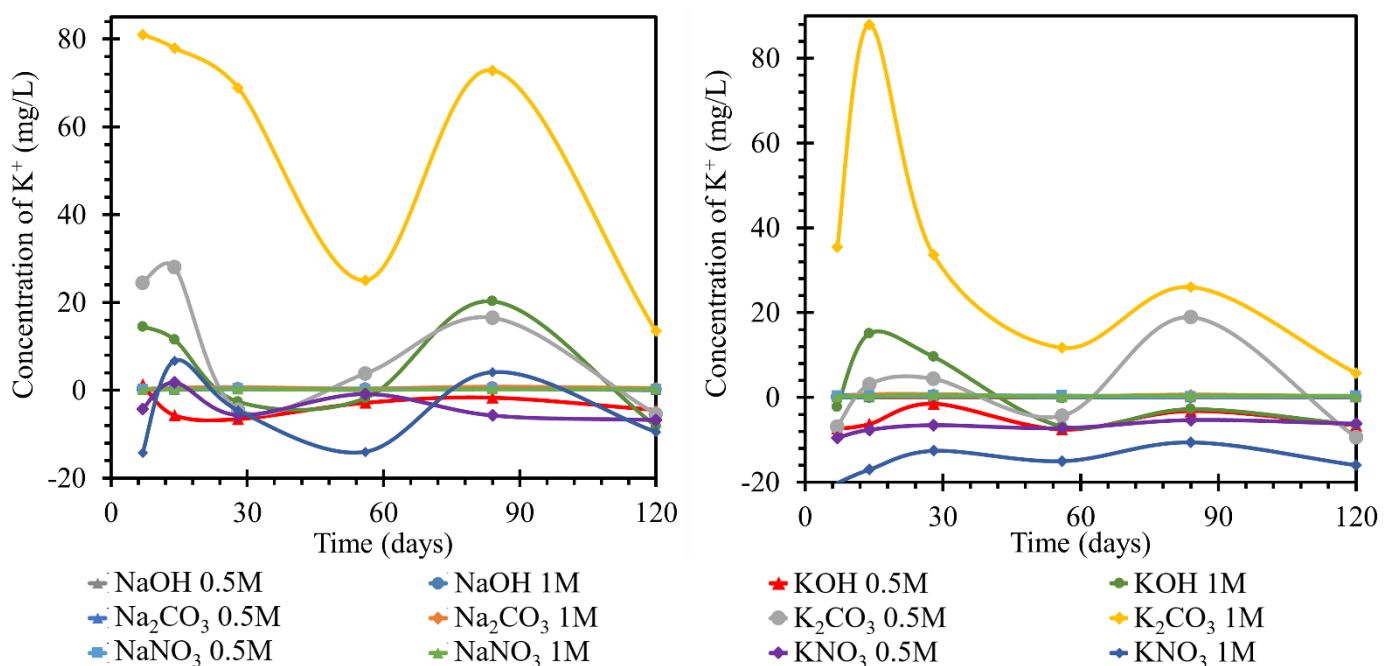 Concentration of K⁺ (mg/L)
80
60
40
20
0
-20
0 30 60 90 120
Time (days)
Concentration of K⁺ (mg/L)
80
60
40
20
0
-20
0 30 60 90 120
Time (days)
NaOH 0.5M NaOH 1M KOH 0.5M KOH 1M
Na₂CO₃ 0.5M Na₂CO₃ 1M K₂CO₃ 0.5M K₂CO₃ 1M
NaNO₃ 0.5M NaNO₃ 1M KNO₃ 0.5M KNO₃ 1M